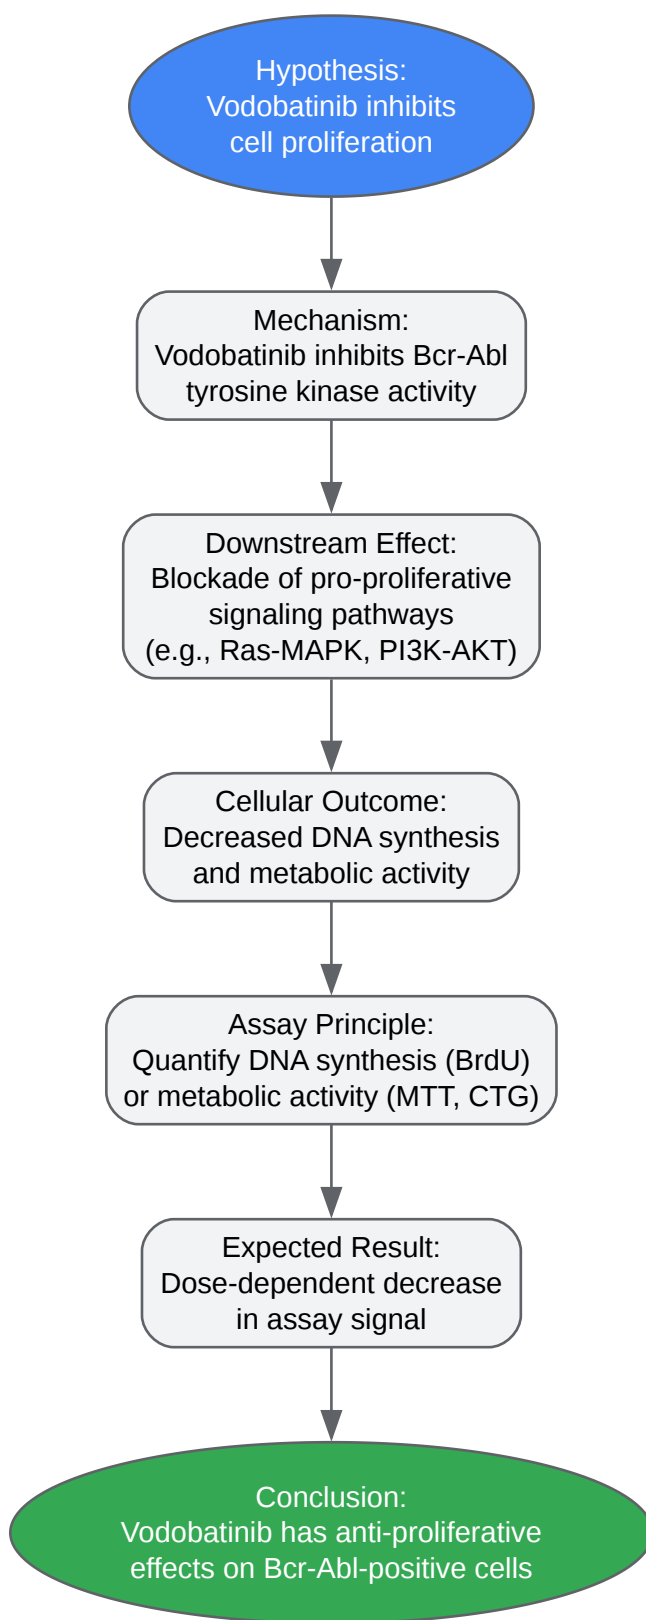 Hypothesis:
Vodobatinib inhibits
cell proliferation
Mechanism:
Vodobatinib inhibits Bcr-Abl
tyrosine kinase activity
Downstream Effect:
Blockade of pro-proliferative
signaling pathways
(e.g., Ras-MAPK, PI3K-AKT)
Cellular Outcome:
Decreased DNA synthesis
and metabolic activity
Assay Principle:
Quantify DNA synthesis (BrdU)
or metabolic activity (MTT, CTG)
Expected Result:
Dose-dependent decrease
in assay signal
Conclusion:
Vodobatinib has anti-proliferative
effects on Bcr-Abl-positive cells